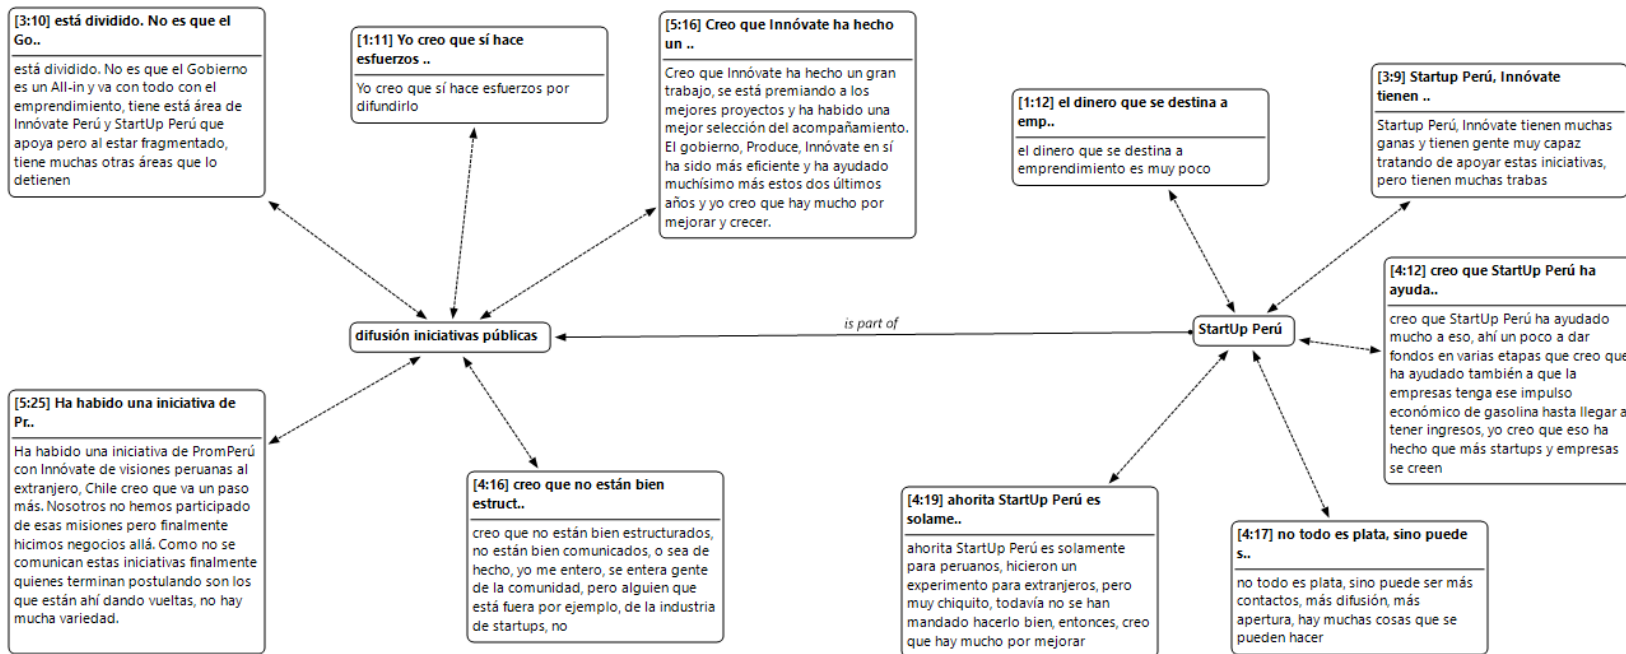 [3:10] está dividido. No es que el
Go..
está dividido. No es que el Gobierno
es un All-in y va con todo con el
emprendimiento, tiene está área de
Innóvate Perú y StartUp Perú que
apoya pero al estar fragmentado,
tiene muchas otras áreas que lo
detienen
[1:11] Yo creo que sí hace
esfuerzos ..
Yo creo que sí hace esfuerzos por
difundirlo
[5:16] Creo que Innóvate ha hecho
un ..
Creo que Innóvate ha hecho un gran
trabajo, se está premiando a los
mejores proyectos y ha habido una
mejor selección del acompañamiento.
El gobierno, Produce, Innóvate en sí
ha sido más eficiente y ha ayudado
muchísimo más estos dos últimos
años y yo creo que hay mucho por
mejorar y crecer.
[1:12] el dinero que se destina a
emp..
el dinero que se destina a
emprendimiento es muy poco
[3:9] Startup Perú, Innóvate
tienen ..
Startup Perú, Innóvate tienen muchas
ganas y tienen gente muy capaz
tratando de apoyar estas iniciativas,
pero tienen muchas trabas
[4:12] creo que StartUp Perú ha
ayuda..
creo que StartUp Perú ha ayudado
mucho a eso, ahí un poco a dar
fondos en varias etapas que creo que
ha ayudado también a que la
empresas tenga ese impulso
económico de gasolina hasta llegar a
tener ingresos, yo creo que eso ha
hecho que más startups y empresas
se creen
difusión iniciativas públicas
is part of
StartUp Perú
[5:25] Ha habido una iniciativa de
Pr..
Ha habido una iniciativa de PromPerú
con Innóvate de visiones peruanas al
extranjero, Chile creo que va un paso
más. Nosotros no hemos participado
de esas misiones pero finalmente
hicimos negocios allá. Como no se
comunican estas iniciativas finalmente
quienes terminan postulando son los
que están ahí dando vueltas, no hay
mucha variedad.
[4:16] creo que no están bien
estruct..
creo que no están bien estructurados,
no están bien comunicados, o sea de
hecho, yo me entero, se entera gente
de la comunidad, pero alguien que
está fuera por ejemplo, de la industria
de startups, no
[4:19] ahorita StartUp Perú es
solame..
ahorita StartUp Perú es solamente
para peruanos, hicieron un
experimento para extranjeros, pero
muy chiquito, todavía no se han
mandado hacerlo bien, entonces, creo
que hay mucho por mejorar
[4:17] no todo es plata, sino puede
s..
no todo es plata, sino puede ser más
contactos, más difusión, más
apertura, hay muchas cosas que se
pueden hacer